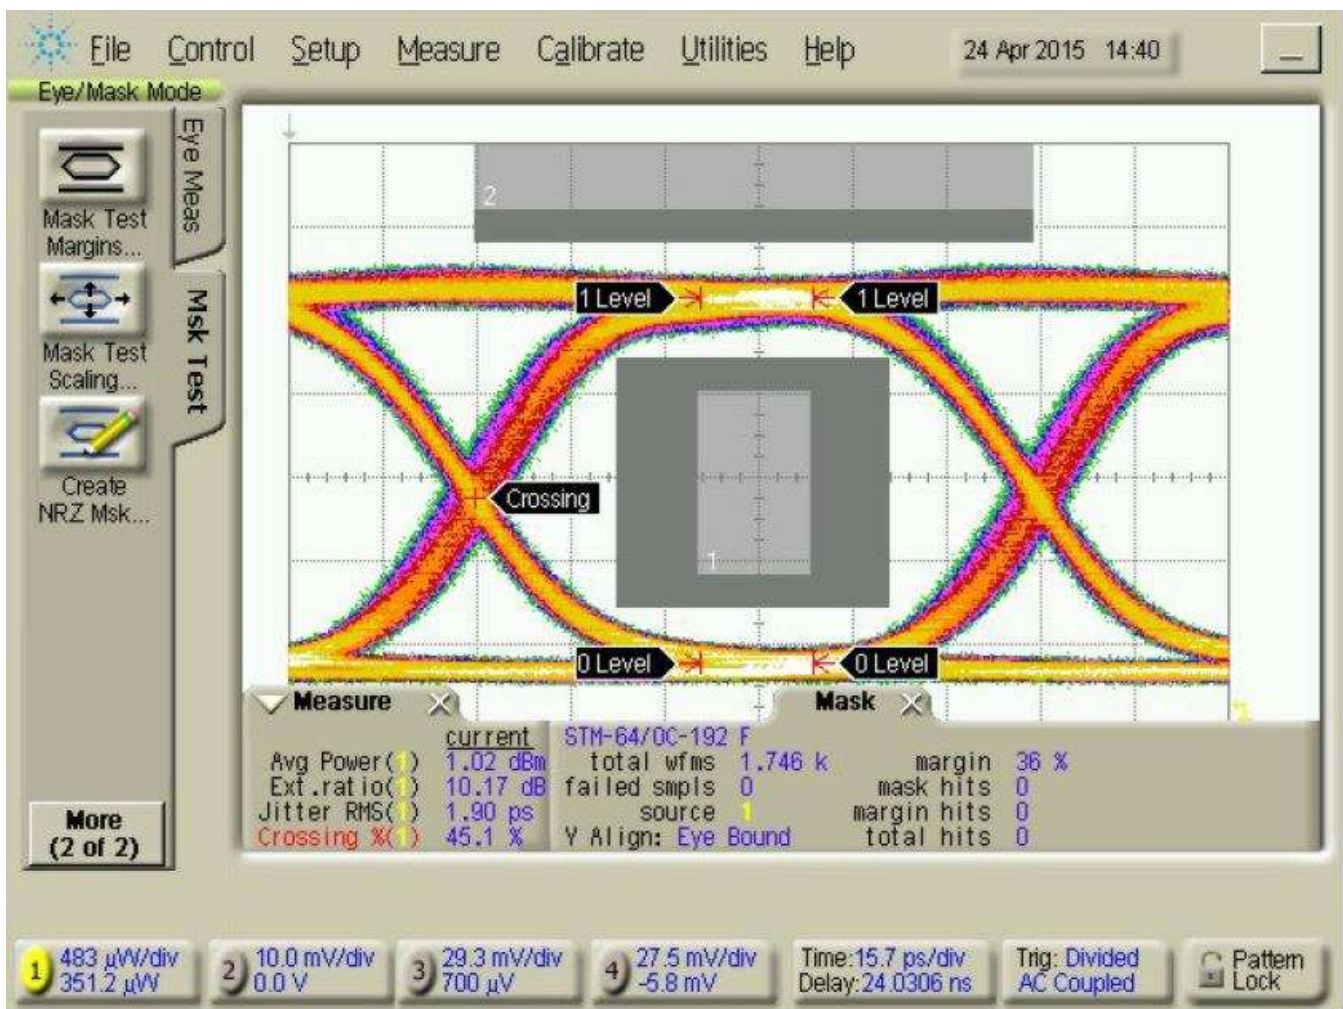 File Control Setup Measure Calibrate Utilities Help 24 Apr 2015 14:40
Eye/Mask Mode
Eye Meas
Msk Test
Mask Test
Margins...
Mask Test
Scaling...
Create
NRZ Msk...
More
(2 of 2)
2
1 Level 1 Level
Crossing
1
0 Level 0 Level
Measure
current
Avg Power(1) 1.02 dBm
Ext.ratio(1) 10.17 dB
Jitter RMS(1) 1.90 ps
Crossing %(1) 45.1 %
Mask
STM-64/OC-192 F
total wfms 1.746 k margin 36 %
failed smpls 0 mask hits 0
source 1 margin hits 0
Y Align: Eye Bound total hits 0
1 483 µW/div
351.2 µW
2 10.0 mV/div
0.0 V
3 29.3 mV/div
700 µV
4 27.5 mV/div
-5.8 mV
Time:15.7 ps/div
Delay:24.0306 ns
Trig: Divided
AC Coupled
Pattern
Lock